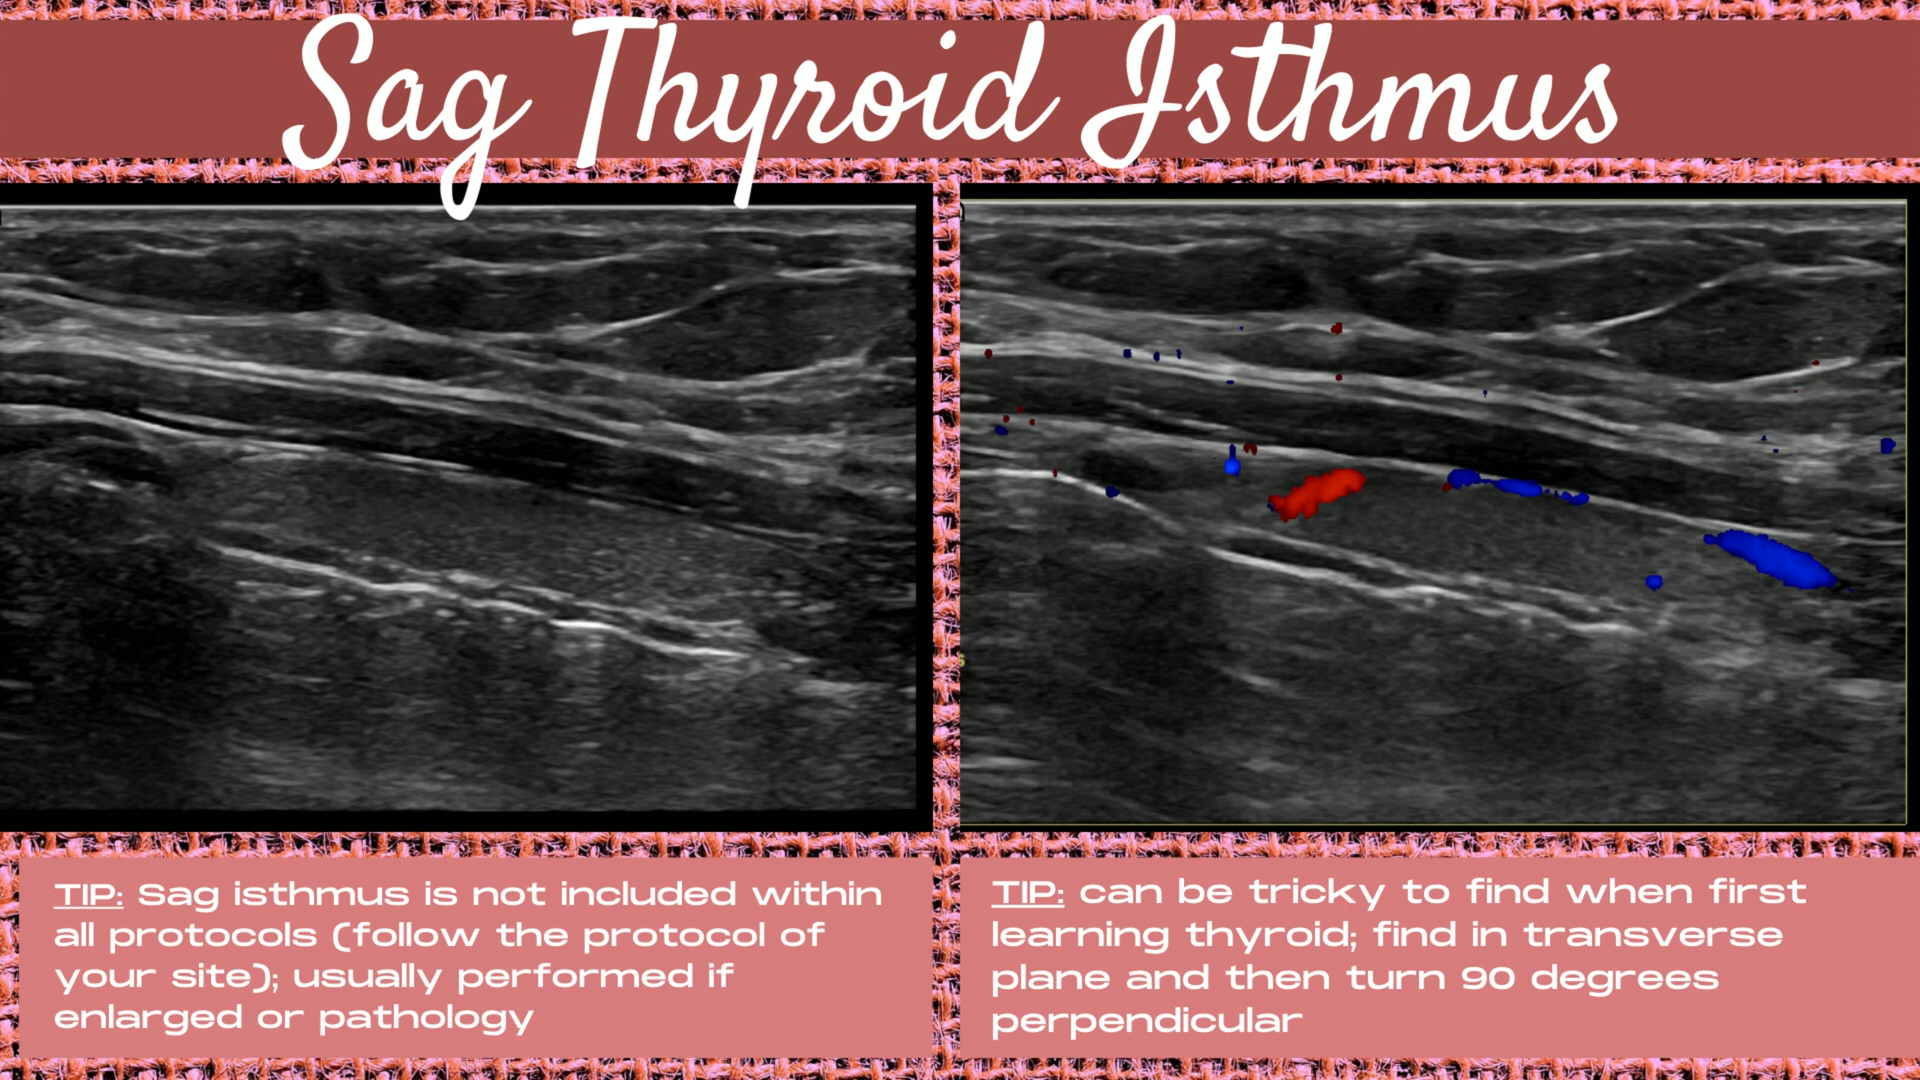 Sag Thyroid Isthmus
TIP: Sag isthmus is not included within
all protocols (follow the protocol of
your site); usually performed if
enlarged or pathology
TIP: can be tricky to find when first
learning thyroid; find in transverse
plane and then turn 90 degrees
perpendicular